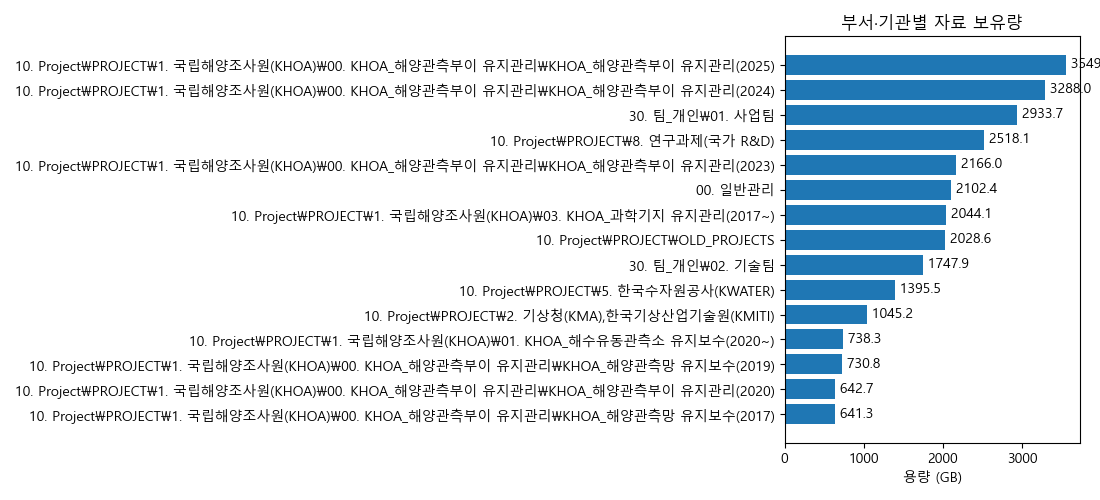 부서·기관별 자료 보유량
10. Project₩PROJECT₩1. 국립해양조사원(KHOA)₩00. KHOA_해양관측부이 유지관리₩KHOA_해양관측부이 유지관리(2025) 3549
10. Project₩PROJECT₩1. 국립해양조사원(KHOA)₩00. KHOA_해양관측부이 유지관리₩KHOA_해양관측부이 유지관리(2024) 3288.0
30. 팀_개인₩01. 사업팀 2933.7
10. Project₩PROJECT₩8. 연구과제(국가 R&D) 2518.1
10. Project₩PROJECT₩1. 국립해양조사원(KHOA)₩00. KHOA_해양관측부이 유지관리₩KHOA_해양관측부이 유지관리(2023) 2166.0
00. 일반관리 2102.4
10. Project₩PROJECT₩1. 국립해양조사원(KHOA)₩03. KHOA_과학기지 유지관리(2017~) 2044.1
10. Project₩PROJECT₩OLD_PROJECTS 2028.6
30. 팀_개인₩02. 기술팀 1747.9
10. Project₩PROJECT₩5. 한국수자원공사(KWATER) 1395.5
10. Project₩PROJECT₩2. 기상청(KMA),한국기상산업기술원(KMITI) 1045.2
10. Project₩PROJECT₩1. 국립해양조사원(KHOA)₩01. KHOA_해수유동관측소 유지보수(2020~) 738.3
10. Project₩PROJECT₩1. 국립해양조사원(KHOA)₩00. KHOA_해양관측부이 유지관리₩KHOA_해양관측망 유지보수(2019) 730.8
10. Project₩PROJECT₩1. 국립해양조사원(KHOA)₩00. KHOA_해양관측부이 유지관리₩KHOA_해양관측부이 유지관리(2020) 642.7
10. Project₩PROJECT₩1. 국립해양조사원(KHOA)₩00. KHOA_해양관측부이 유지관리₩KHOA_해양관측망 유지보수(2017) 641.3
0 1000 2000 3000
용량 (GB)